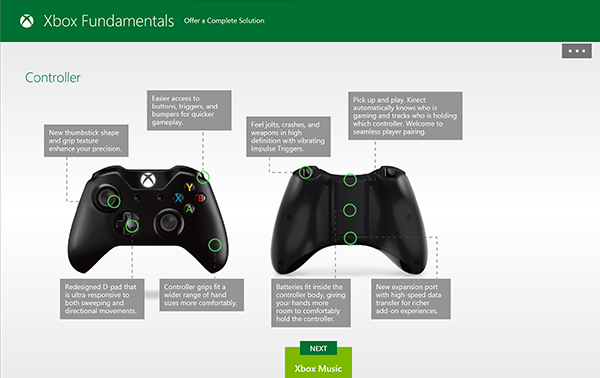 Xbox Fundamentals
Offer a Complete Solution
Controller
Easier access to
buttons, triggers, and
bumpers for quicker
gameplay.
New thumbstick shape
and grip texture
enhance your precision.
Feel jolts, crashes, and
weapons in high
definition with vibrating
Impulse Triggers.
Pick up and play. Kinect
automatically knows who is
gaming and tracks who is holding
which controller. Welcome to
seamless player pairing.
Y
X
B
A
Redesigned D-pad that
is ultra-responsive to
both sweeping and
directional movements.
Controller grips fit a
wider range of hand
sizes more comfortably.
Batteries fit inside the
controller body, giving
your hands more
room to comfortably
hold the controller.
New expansion port
with high-speed data
transfer for richer
add-on experiences.
NEXT
Xbox Music